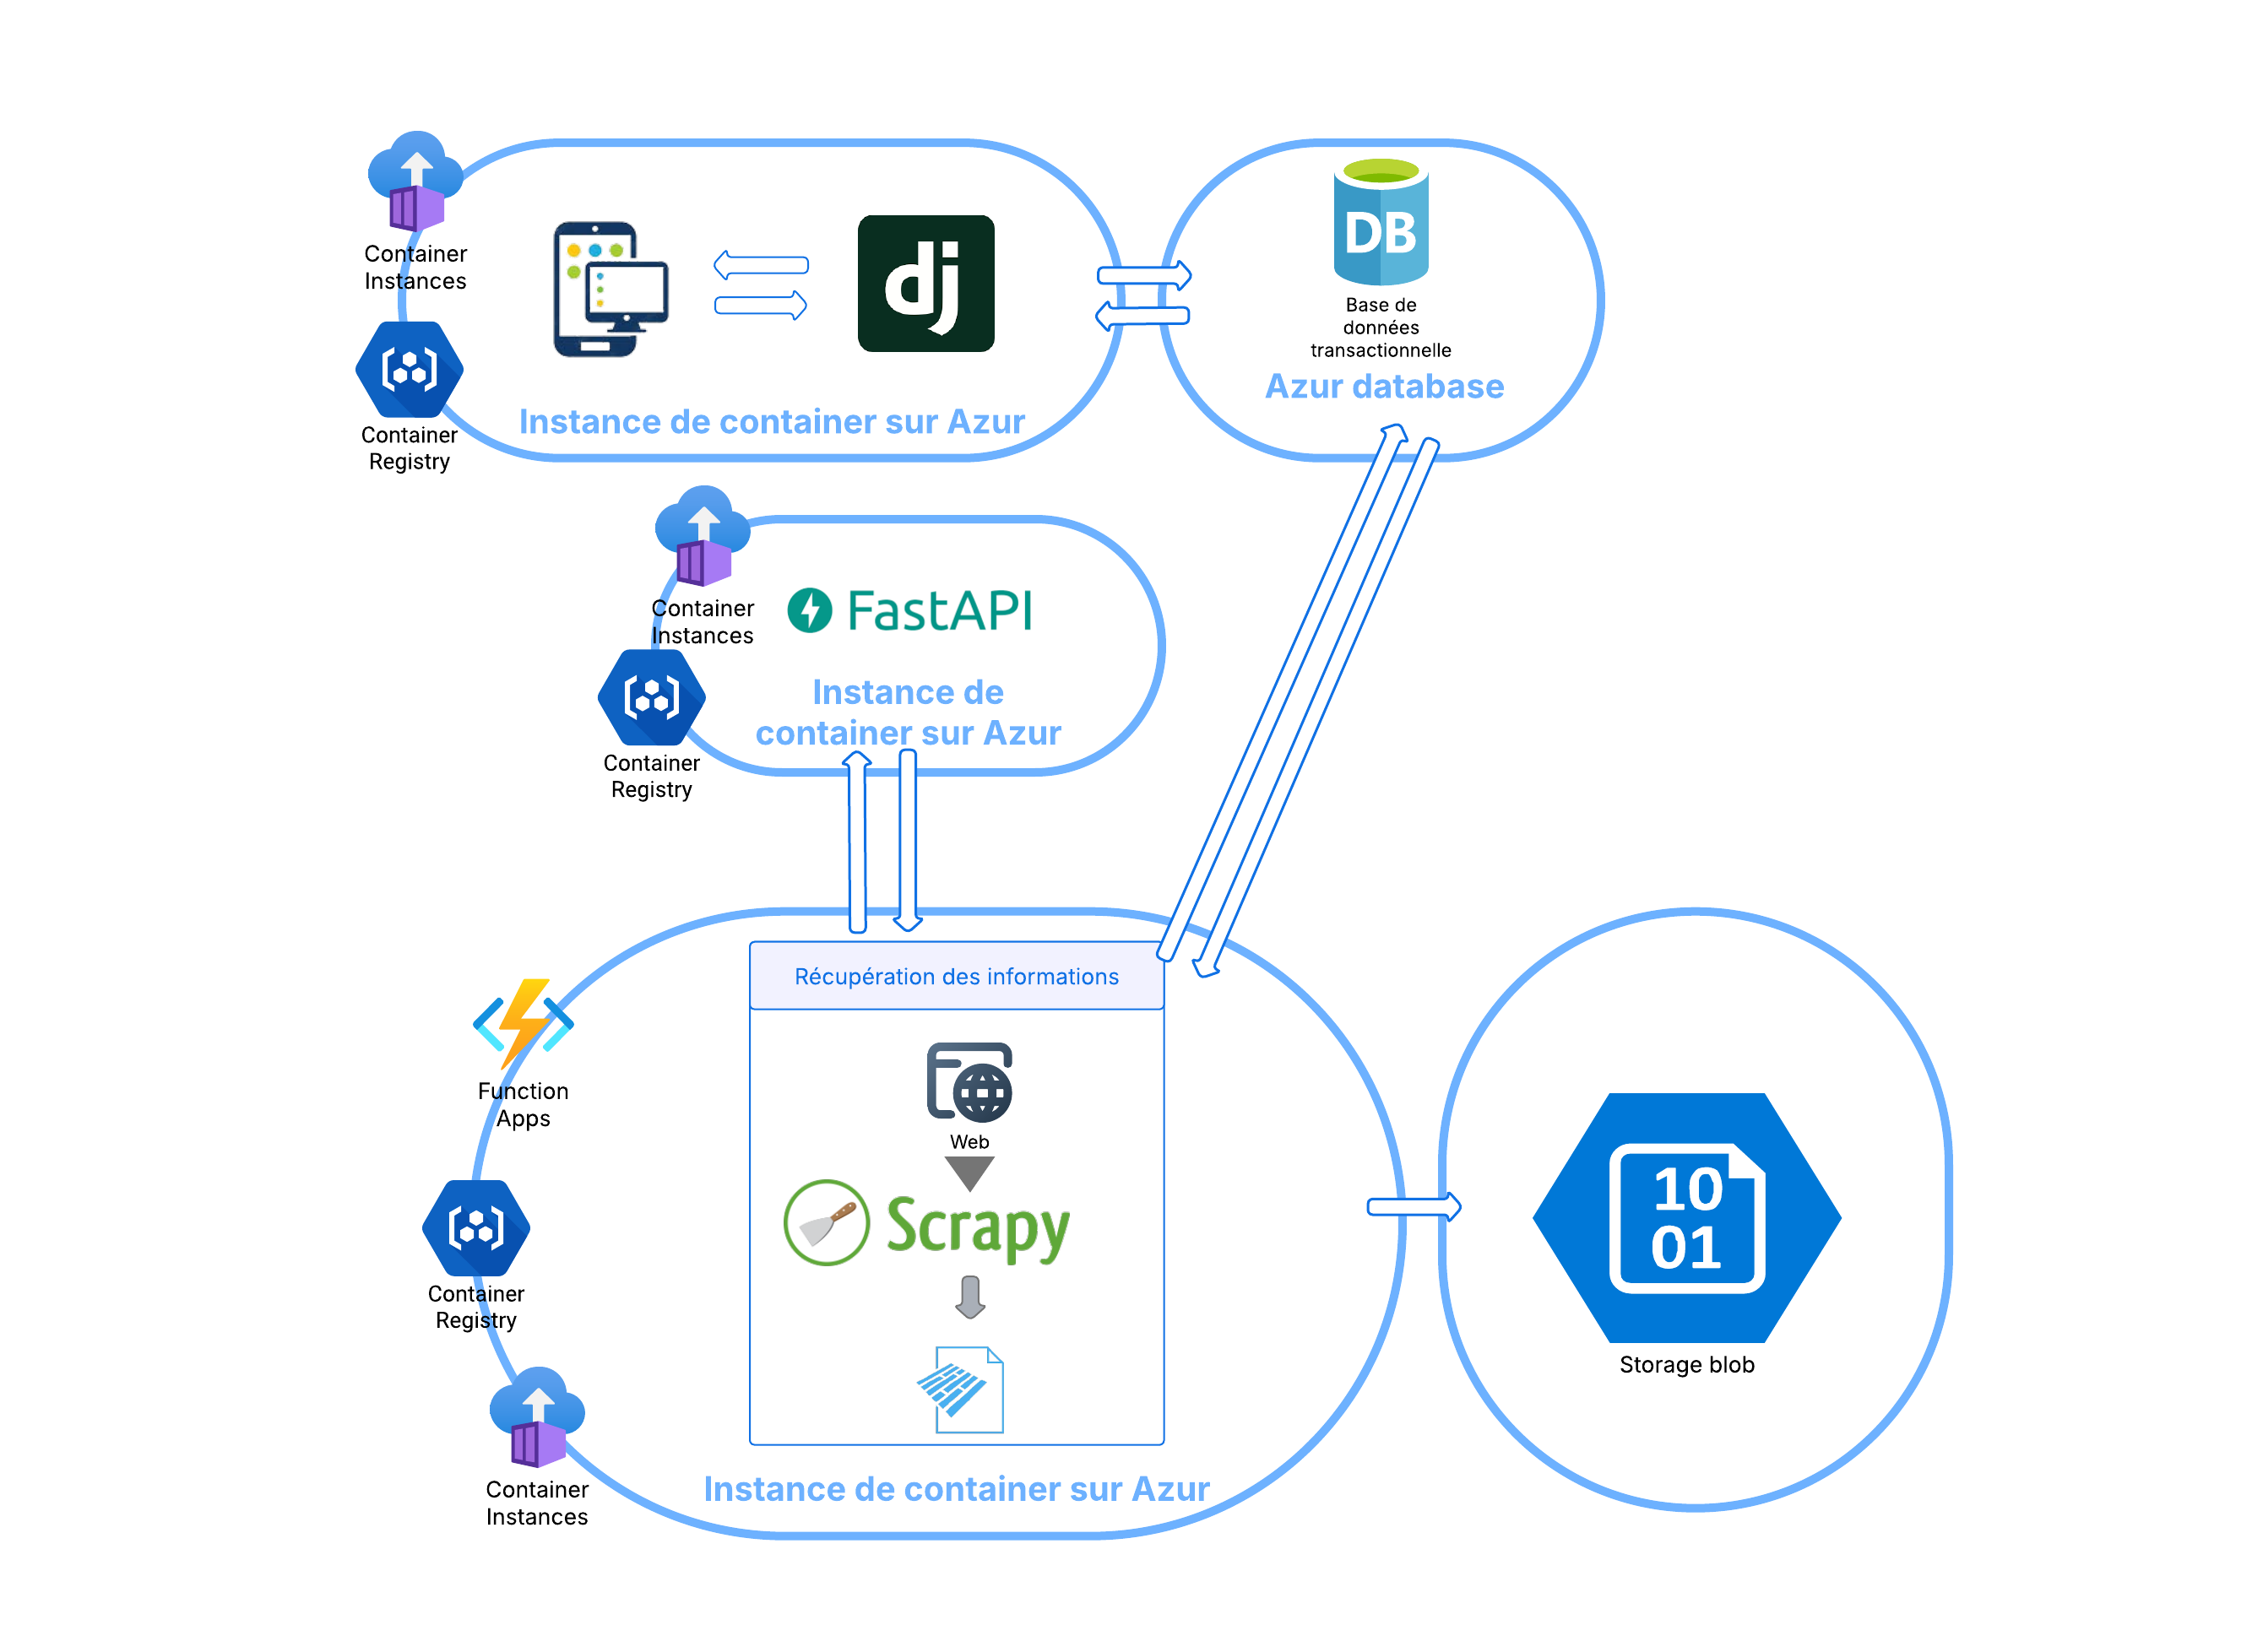 Container
Instances
dj
Instance de container sur Azur
Container
Registry
DB
Base de
données
transactionnelle
Azur database
Container
Instances
FastAPI
Instance de
container sur Azur
Container
Registry
Récupération des informations
Function
Apps
Web
Scrapy
Container
Registry
Container
Instances
Instance de container sur Azur
10
01
Storage blob